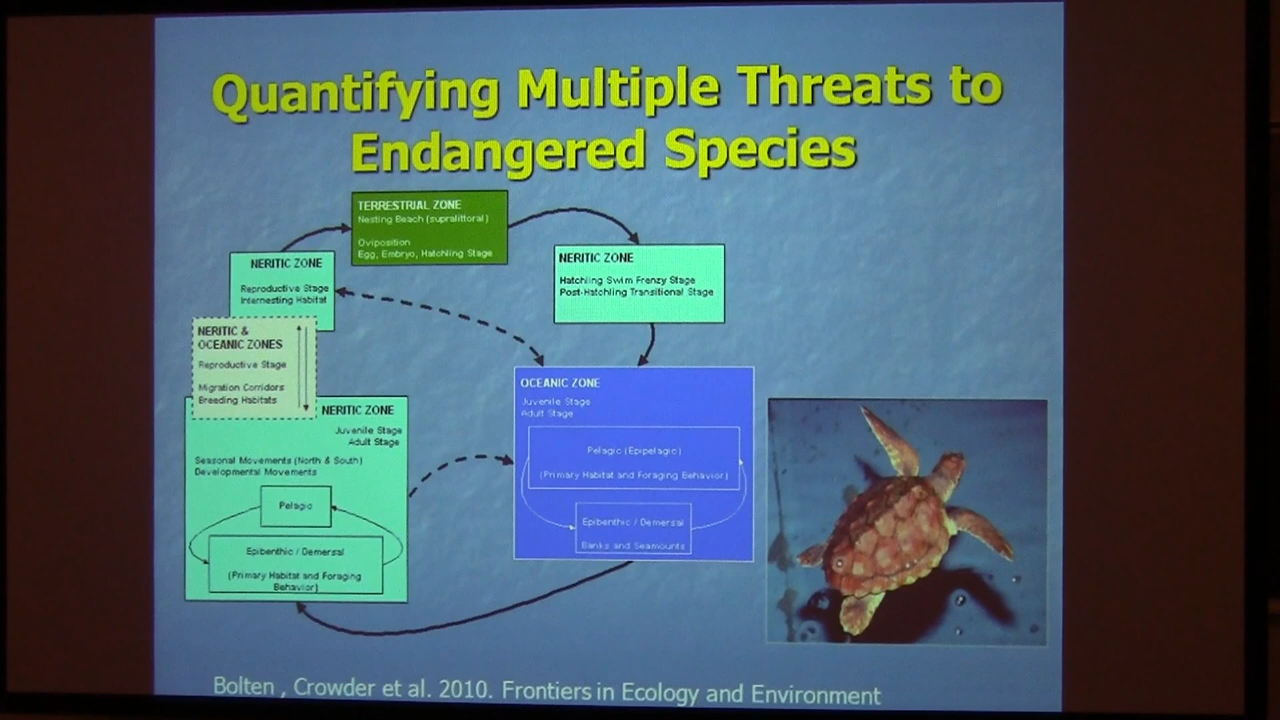 Quantifying Multiple Threats to
Endangered Species
TERRESTRIAL ZONE
Nesting Beach (supralittoral)
Oviposition
Egg, Embryo, Hatchling Stage
NERITIC ZONE
Reproductive Stage
Internesting Habitat
NERITIC ZONE
Hatchling Swim Frenzy Stage
Post-Hatchling Transitional Stage
NERITIC &
OCEANIC ZONES
Reproductive Stage
Migration Corridors
Breeding Habitats
OCEANIC ZONE
Juvenile Stage
Adult Stage
Pelagic (Epipelagic)
(Primary Habitat and Foraging Behavior)
Epibenthic / Demersal
Banks and Seamounts
NERITIC ZONE
Juvenile Stage
Adult Stage
Seasonal Movements (North & South)
Developmental Movements
Pelagic
Epibenthic / Demersal
(Primary Habitat and Foraging
Behavior)
Bolten , Crowder et al. 2010. Frontiers in Ecology and Environment